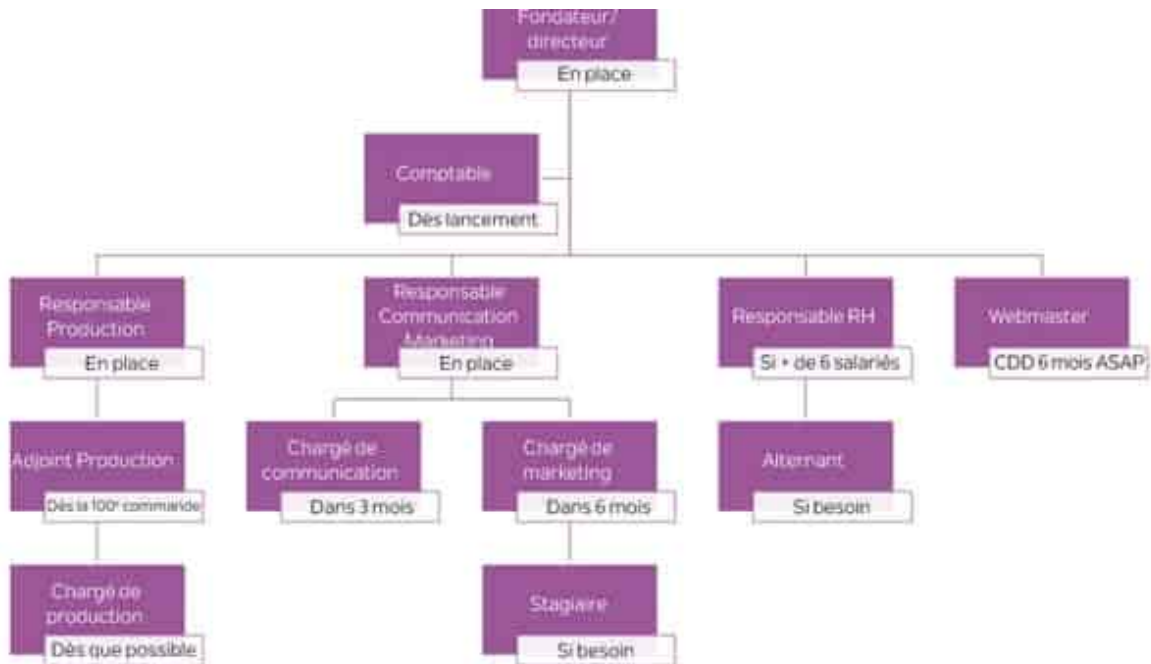 Fondateur/
directeur
En place
Comptable
Dès lancement
Responsable
Production
En place
Responsable
Communication
Marketing
En place
Responsable RH
Si + de 6 salariés
Webmaster
CDD 6 mois ASAP
Adjoint Production
Dès la 100e commande
Chargé de
communication
Dans 3 mois
Chargé de
marketing
Dans 6 mois
Alternant
Si besoin
Chargé de
production
Dès que possible
Stagiaire
Si besoin